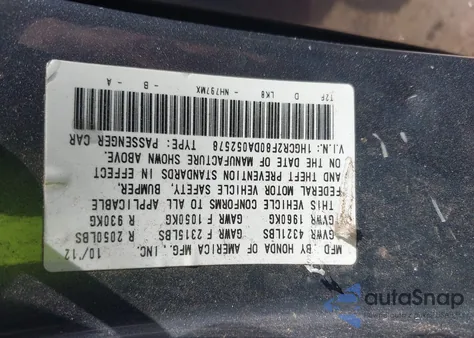 MFD. BY HONDA OF AMERICA MFG., INC. 10/12
GVWR 4321LBS GAWR F 2315LBS R 2050LBS
GVWR 1960KG GAWR F 1050KG R 930KG
THIS VEHICLE CONFORMS TO ALL APPLICABLE
FEDERAL MOTOR VEHICLE SAFETY, BUMPER,
AND THEFT PREVENTION STANDARDS IN EFFECT
ON THE DATE OF MANUFACTURE SHOWN ABOVE.
V.I.N.: 1HGCR2F80DA052578 TYPE: PASSENGER CAR
T2F D LK8 - NH797MX - B - A
autoSnap